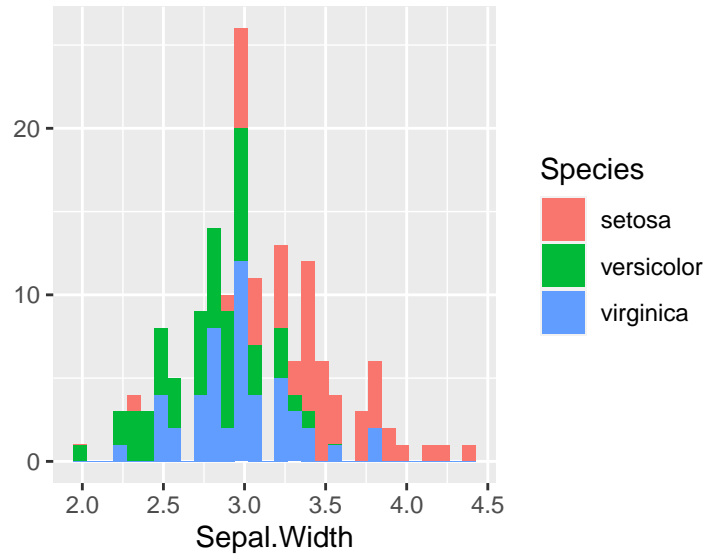 20
10
0
2.0 2.5 3.0 3.5 4.0 4.5
Sepal.Width
Species
setosa
versicolor
virginica